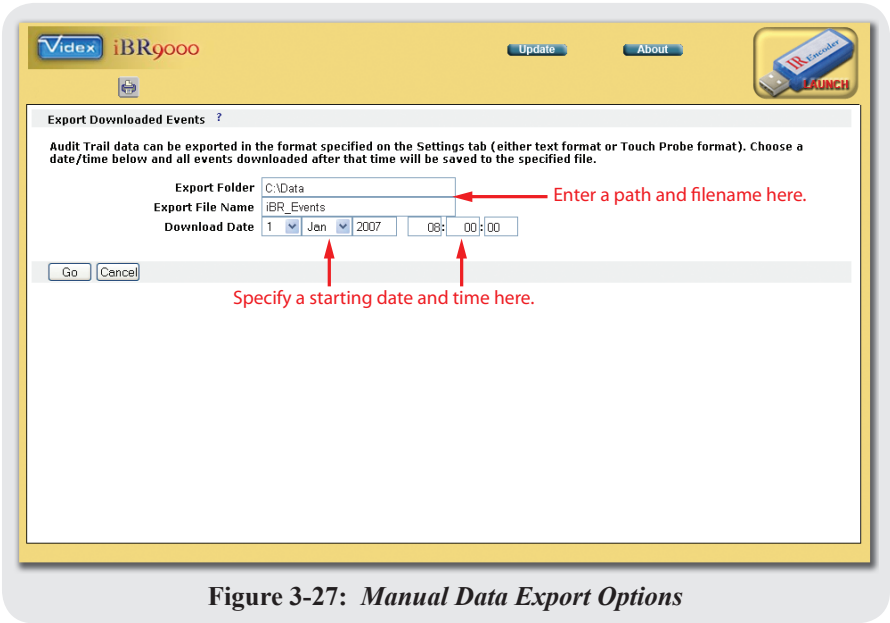 Videx iBR9000
Update
About
IR Encoder
LAUNCH
Export Downloaded Events ?
Audit Trail data can be exported in the format specified on the Settings tab (either text format or Touch Probe format). Choose a
date/time below and all events downloaded after that time will be saved to the specified file.
Export Folder C:\Data
Enter a path and filename here.
Export File Name iBR_Events
Download Date 1 Jan 2007 08: 00: 00
Go Cancel
Specify a starting date and time here.
Figure 3-27: Manual Data Export Options